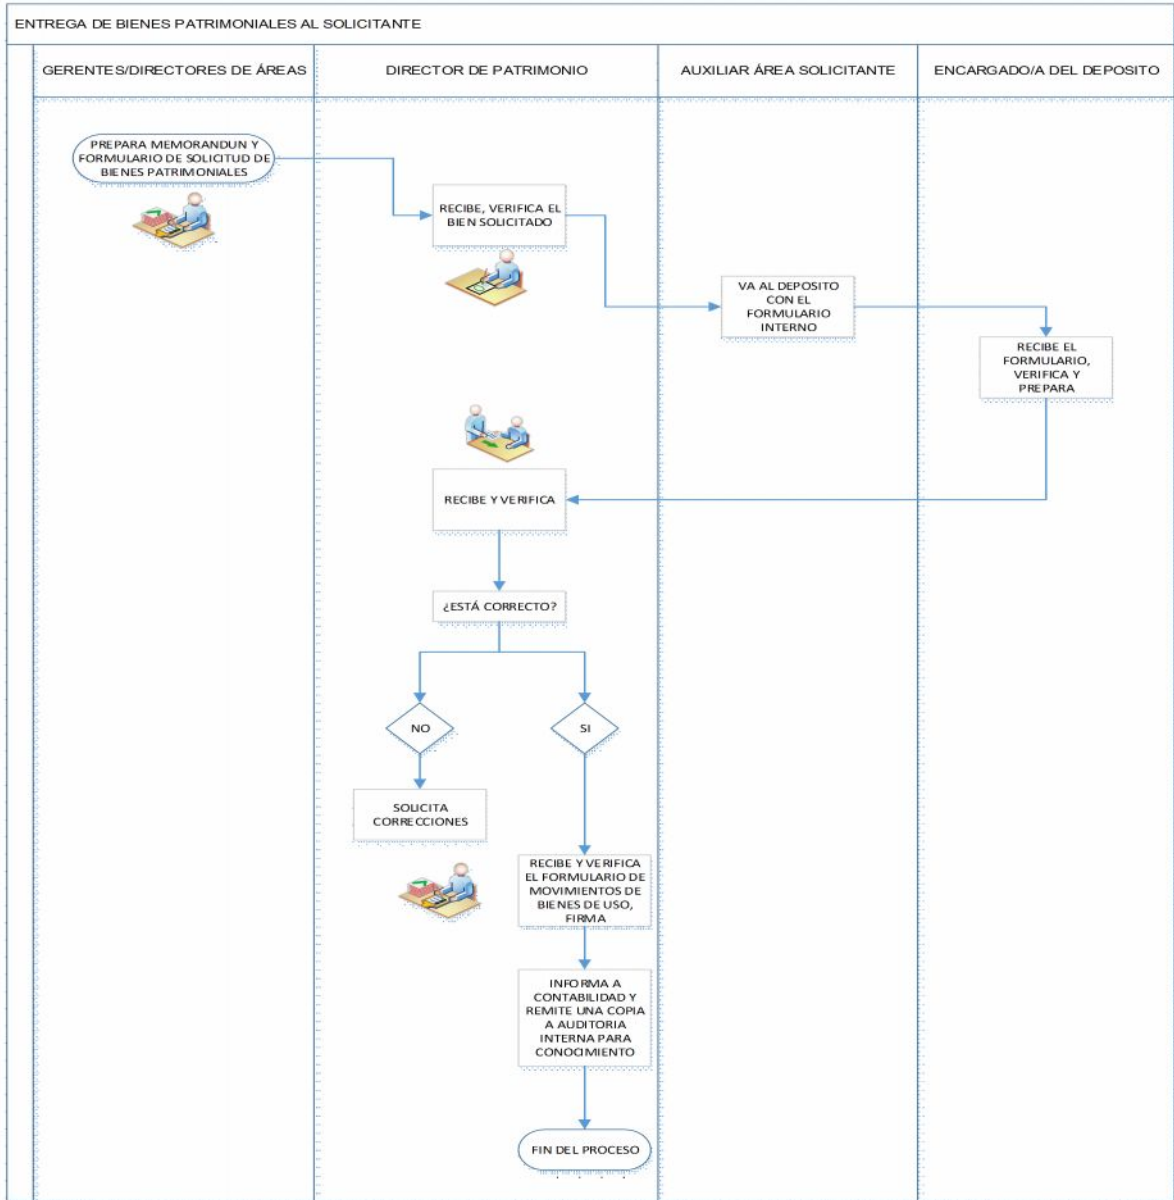 ENTREGA DE BIENES PATRIMONIALES AL SOLICITANTE
GERENTES/DIRECTORES DE ÁREAS
DIRECTOR DE PATRIMONIO
AUXILIAR ÁREA SOLICITANTE
ENCARGADO/A DEL DEPOSITO
PREPARA MEMORANDUN Y
FORMULARIO DE SOLICITUD DE
BIENES PATRIMONIALES
RECIBE, VERIFICA EL
BIEN SOLICITADO
VA AL DEPOSITO
CON EL
FORMULARIO
INTERNO
RECIBE EL
FORMULARIO,
VERIFICA Y
PREPARA
RECIBE Y VERIFICA
¿ESTÁ CORRECTO?
NO
SI
SOLICITA
CORRECCIONES
RECIBE Y VERIFICA
EL FORMULARIO DE
MOVIMIENTOS DE
BIENES DE USO,
FIRMA
INFORMA A
CONTABILIDAD Y
REMITE UNA COPIA
A AUDITORIA
INTERNA PARA
CONOCIMIENTO
FIN DEL PROCESO